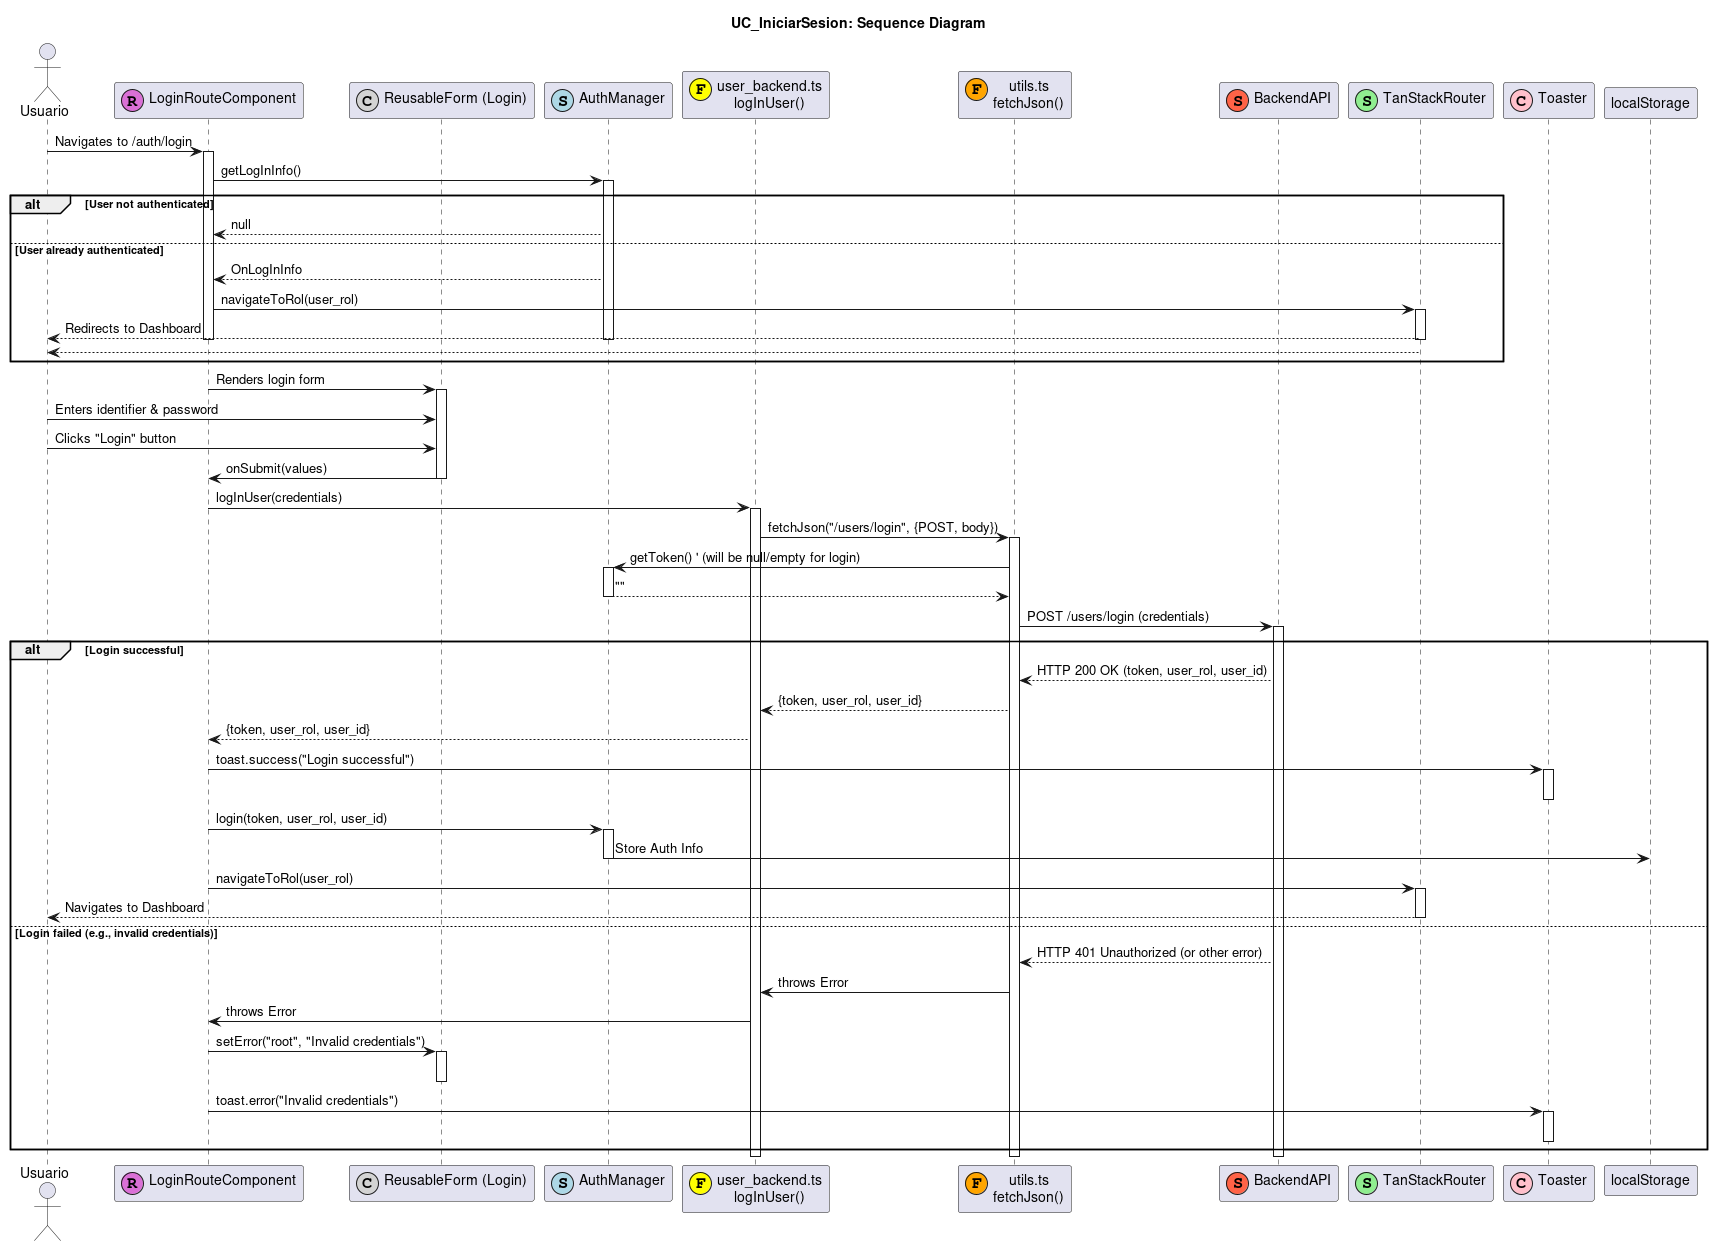 UC_IniciarSesion: Sequence Diagram
Usuario
R LoginRouteComponent
C ReusableForm (Login)
S AuthManager
F user_backend.ts
logInUser()
F utils.ts
fetchJson()
S BackendAPI
S TanStackRouter
C Toaster
localStorage
Navigates to /auth/login
getLogInInfo()
alt [User not authenticated]
null
[User already authenticated]
OnLogInInfo
navigateToRol(user_rol)
Redirects to Dashboard
Renders login form
Enters identifier & password
Clicks "Login" button
onSubmit(values)
logInUser(credentials)
fetchJson("/users/login", {POST, body})
getToken() ' (will be null/empty for login)
""
POST /users/login (credentials)
alt [Login successful]
HTTP 200 OK (token, user_rol, user_id)
{token, user_rol, user_id}
{token, user_rol, user_id}
toast.success("Login successful")
login(token, user_rol, user_id)
Store Auth Info
navigateToRol(user_rol)
Navigates to Dashboard
[Login failed (e.g., invalid credentials)]
HTTP 401 Unauthorized (or other error)
throws Error
throws Error
setError("root", "Invalid credentials")
toast.error("Invalid credentials")
Usuario
R LoginRouteComponent
C ReusableForm (Login)
S AuthManager
F user_backend.ts
logInUser()
F utils.ts
fetchJson()
S BackendAPI
S TanStackRouter
C Toaster
localStorage